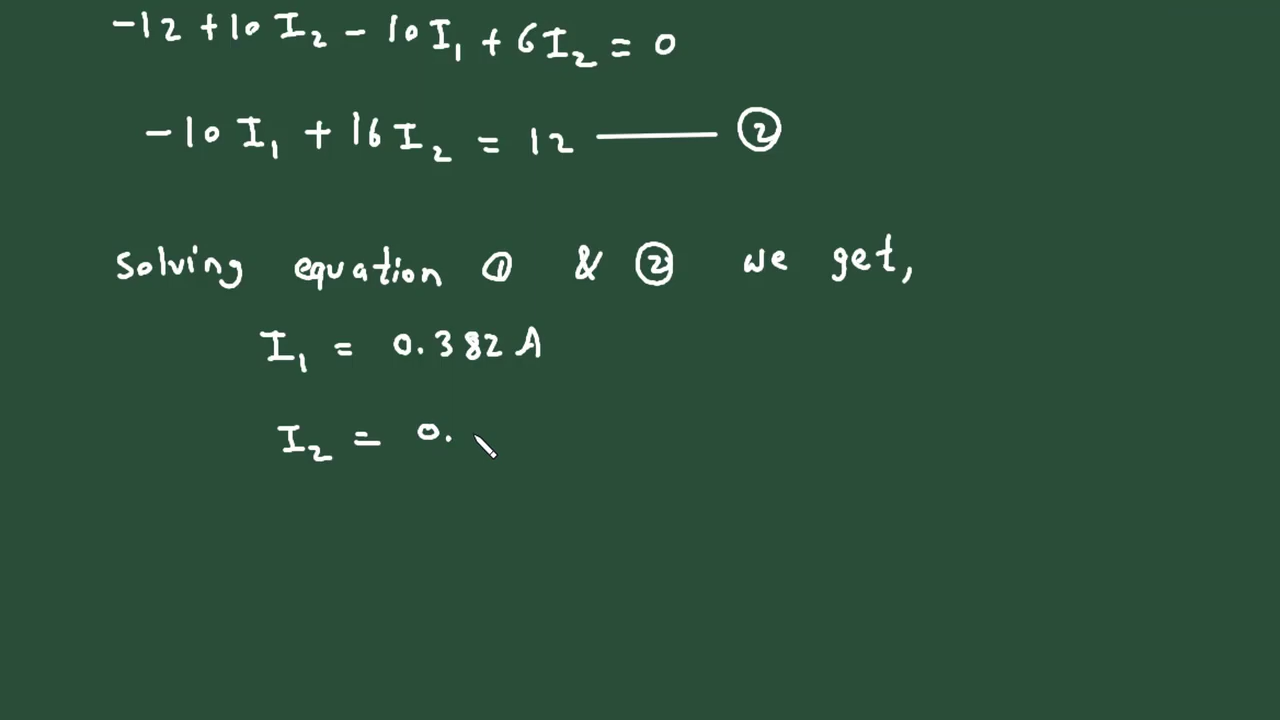 -12 + 10 I₂ - 10 I₁ + 6 I₂ = 0
-10 I₁ + 16 I₂ = 12 —— ②
Solving equation ① & ② we get,
I₁ = 0.382 A
I₂ = 0.